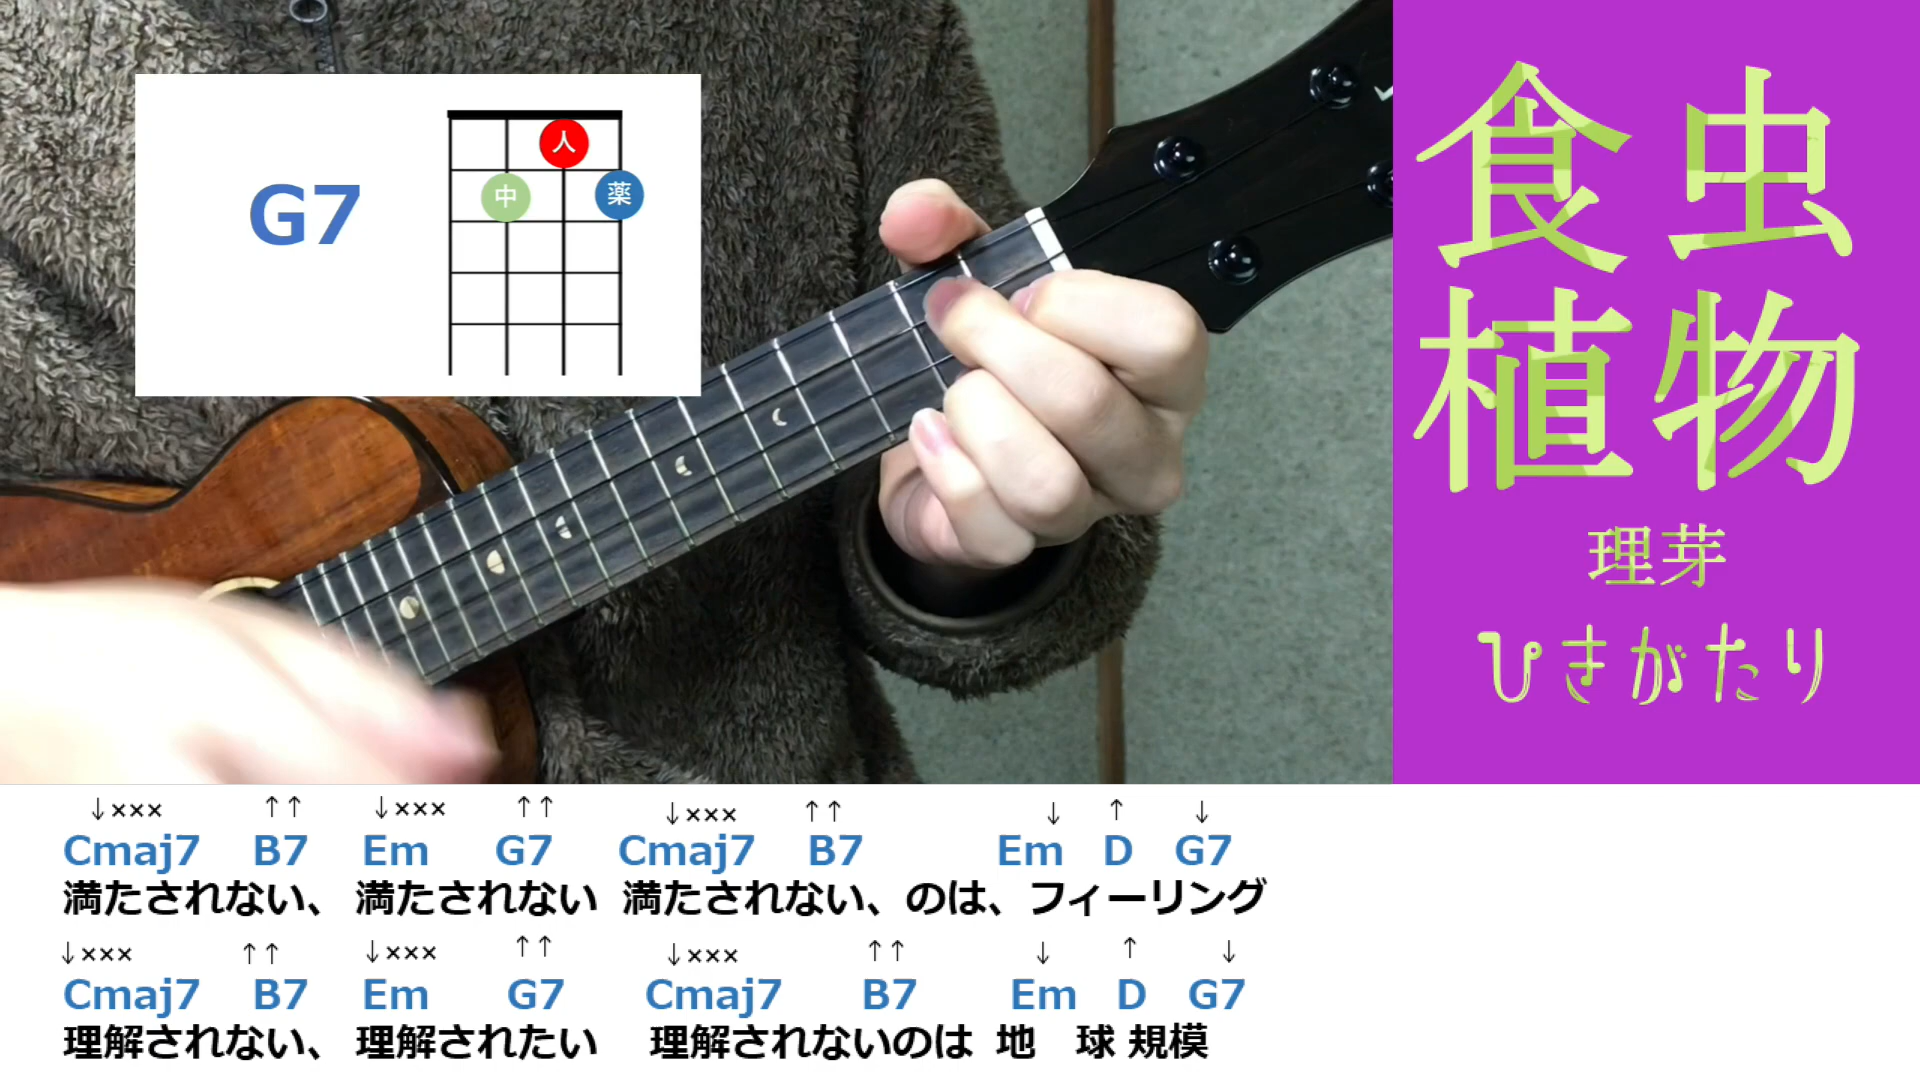 G7
人
中
薬
食虫
植物
理芽
ひきがたり
↓××× ↑↑ ↓××× ↑↑ ↓××× ↑↑ ↓ ↑ ↓
Cmaj7 B7 Em G7 Cmaj7 B7 Em D G7
満たされない、 満たされない 満たされない、のは、フィーリング
↓××× ↑↑ ↓××× ↑↑ ↓××× ↑↑ ↓ ↑ ↓
Cmaj7 B7 Em G7 Cmaj7 B7 Em D G7
理解されない、 理解されたい 理解されないのは 地 球 規模